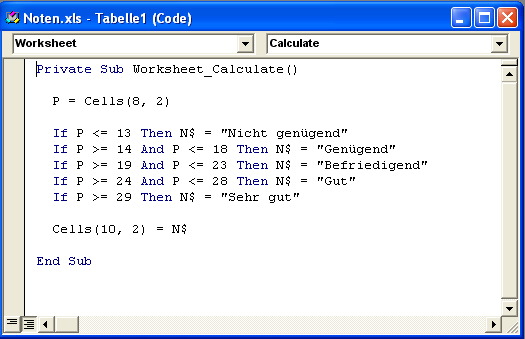 Noten.xls - Tabelle1 (Code)
Worksheet Calculate
Private Sub Worksheet_Calculate()
P = Cells(8, 2)
If P <= 13 Then N$ = "Nicht genügend"
If P >= 14 And P <= 18 Then N$ = "Genügend"
If P >= 19 And P <= 23 Then N$ = "Befriedigend"
If P >= 24 And P <= 28 Then N$ = "Gut"
If P >= 29 Then N$ = "Sehr gut"
Cells(10, 2) = N$
End Sub